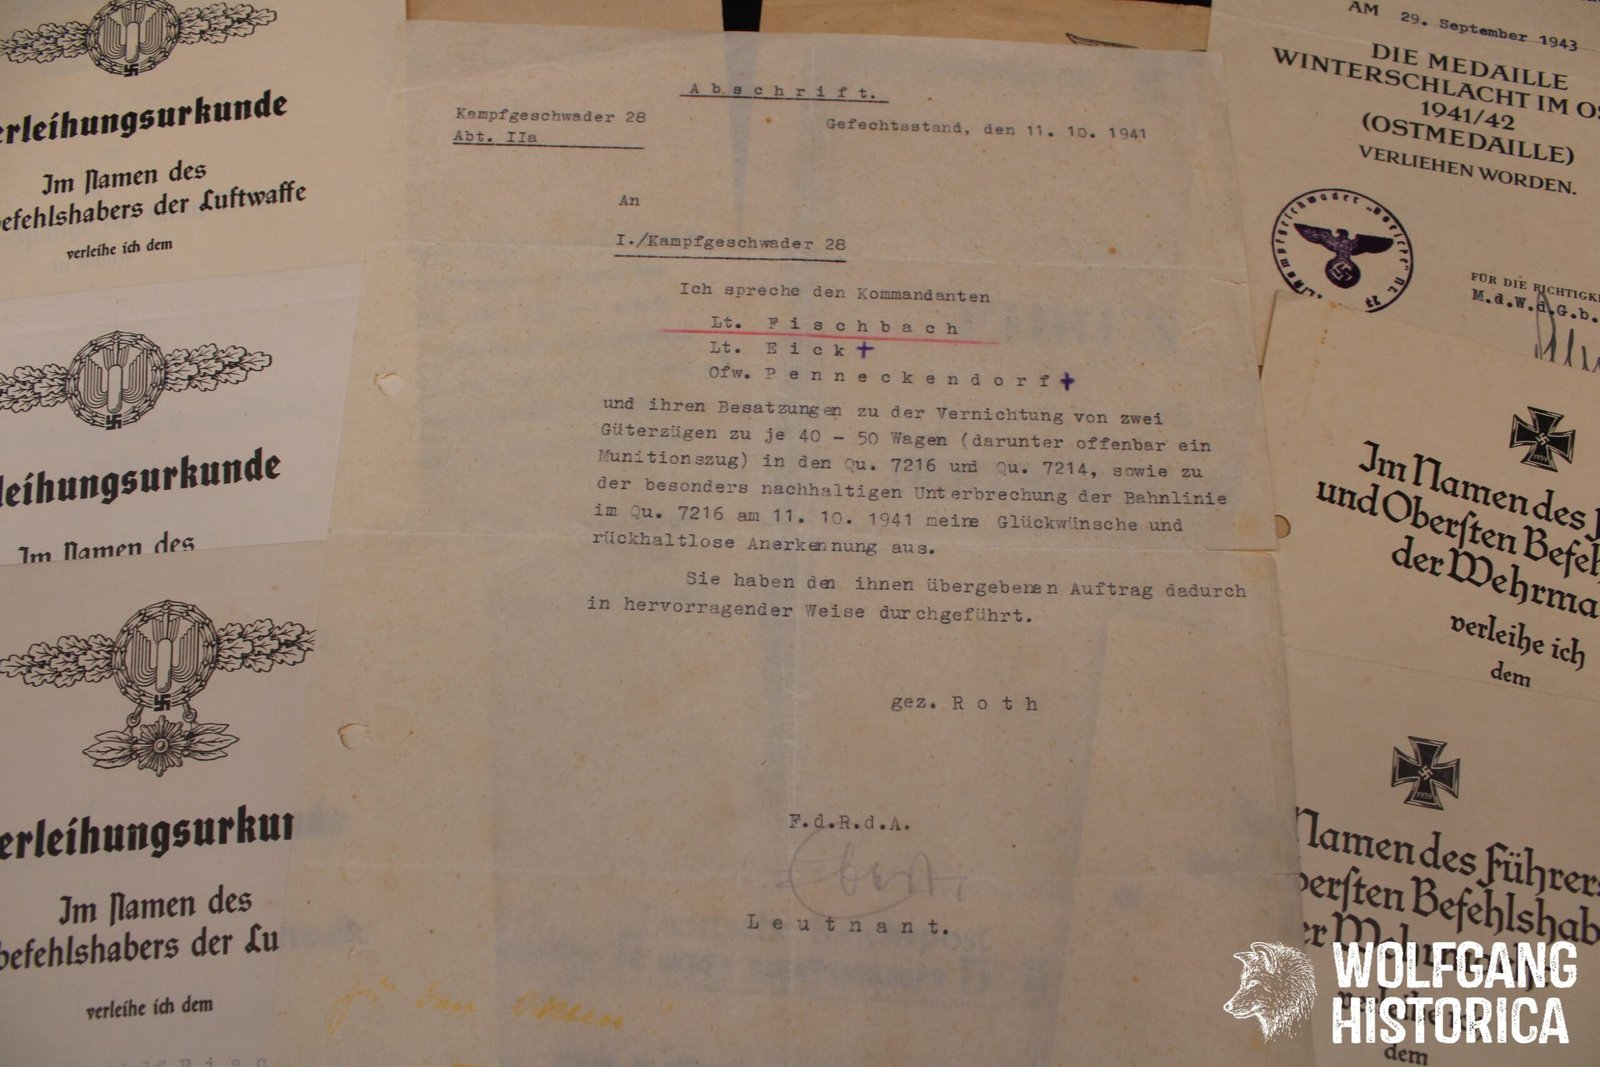 erleihungsurkunde
Im Namen des
befehlshabers der Luftwaffe
verleihe ich dem
leihungsurkunde
Im Namen des
erleihungsurkun
Im Namen des
befehlshabers der Lu
verleihe ich dem
Abschrift.
Kampfgeschwader 28
Abt. IIa
Gefechtsstand, den 11. 10. 1941
An
I./Kampfgeschwader 28
Ich spreche den Kommandanten
Lt. Fischbach
Lt. Eick +
Ofw. Penneckendorf +
und ihren Besatzungen zu der Vernichtung von zwei
Güterzügen zu je 40 - 50 Wagen (darunter offenbar ein
Munitionszug) in den Qu. 7216 und Qu. 7214, sowie zu
der besonders nachhaltigen Unterbrechung der Bahnlinie
im Qu. 7216 am 11. 10. 1941 meine Glückwünsche und
rückhaltlose Anerkennung aus.
Sie haben den ihnen übergebenen Auftrag dadurch
in hervorragender Weise durchgeführt.
gez. Roth
F.d.R.d.A.
Leutnant.
AM 29. September 1943
DIE MEDAILLE
WINTERSCHLACHT IM OS
1941/42
(OSTMEDAILLE)
VERLIEHEN WORDEN.
FÜR DIE RICHTIGKE
M.d.W.d.G.b.
1939
Im Namen des F
und Obersten Befeh
der Wehrma
verleihe ich
dem
1939
Namen des Führers
bersten Befehlshab
dem
WOLFGANG
HISTORICA